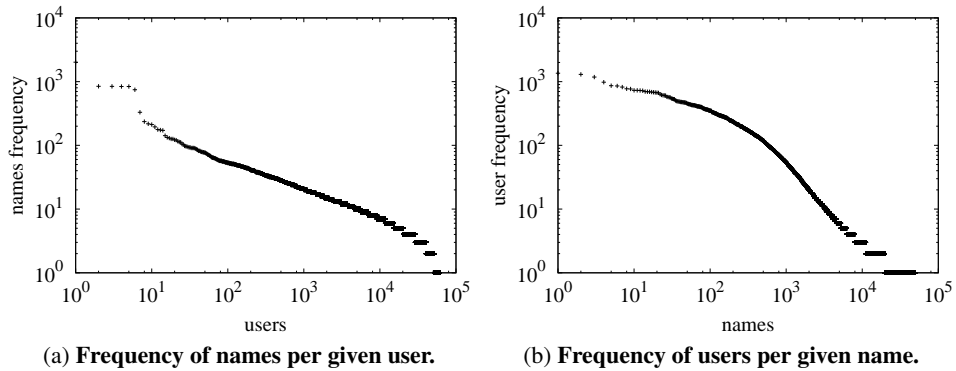 10^4
10^3
10^2
10^1
10^0
names frequency
10^0 10^1 10^2 10^3 10^4 10^5
users
(a) Frequency of names per given user.
10^4
10^3
10^2
10^1
10^0
user frequency
10^0 10^1 10^2 10^3 10^4 10^5
names
(b) Frequency of users per given name.